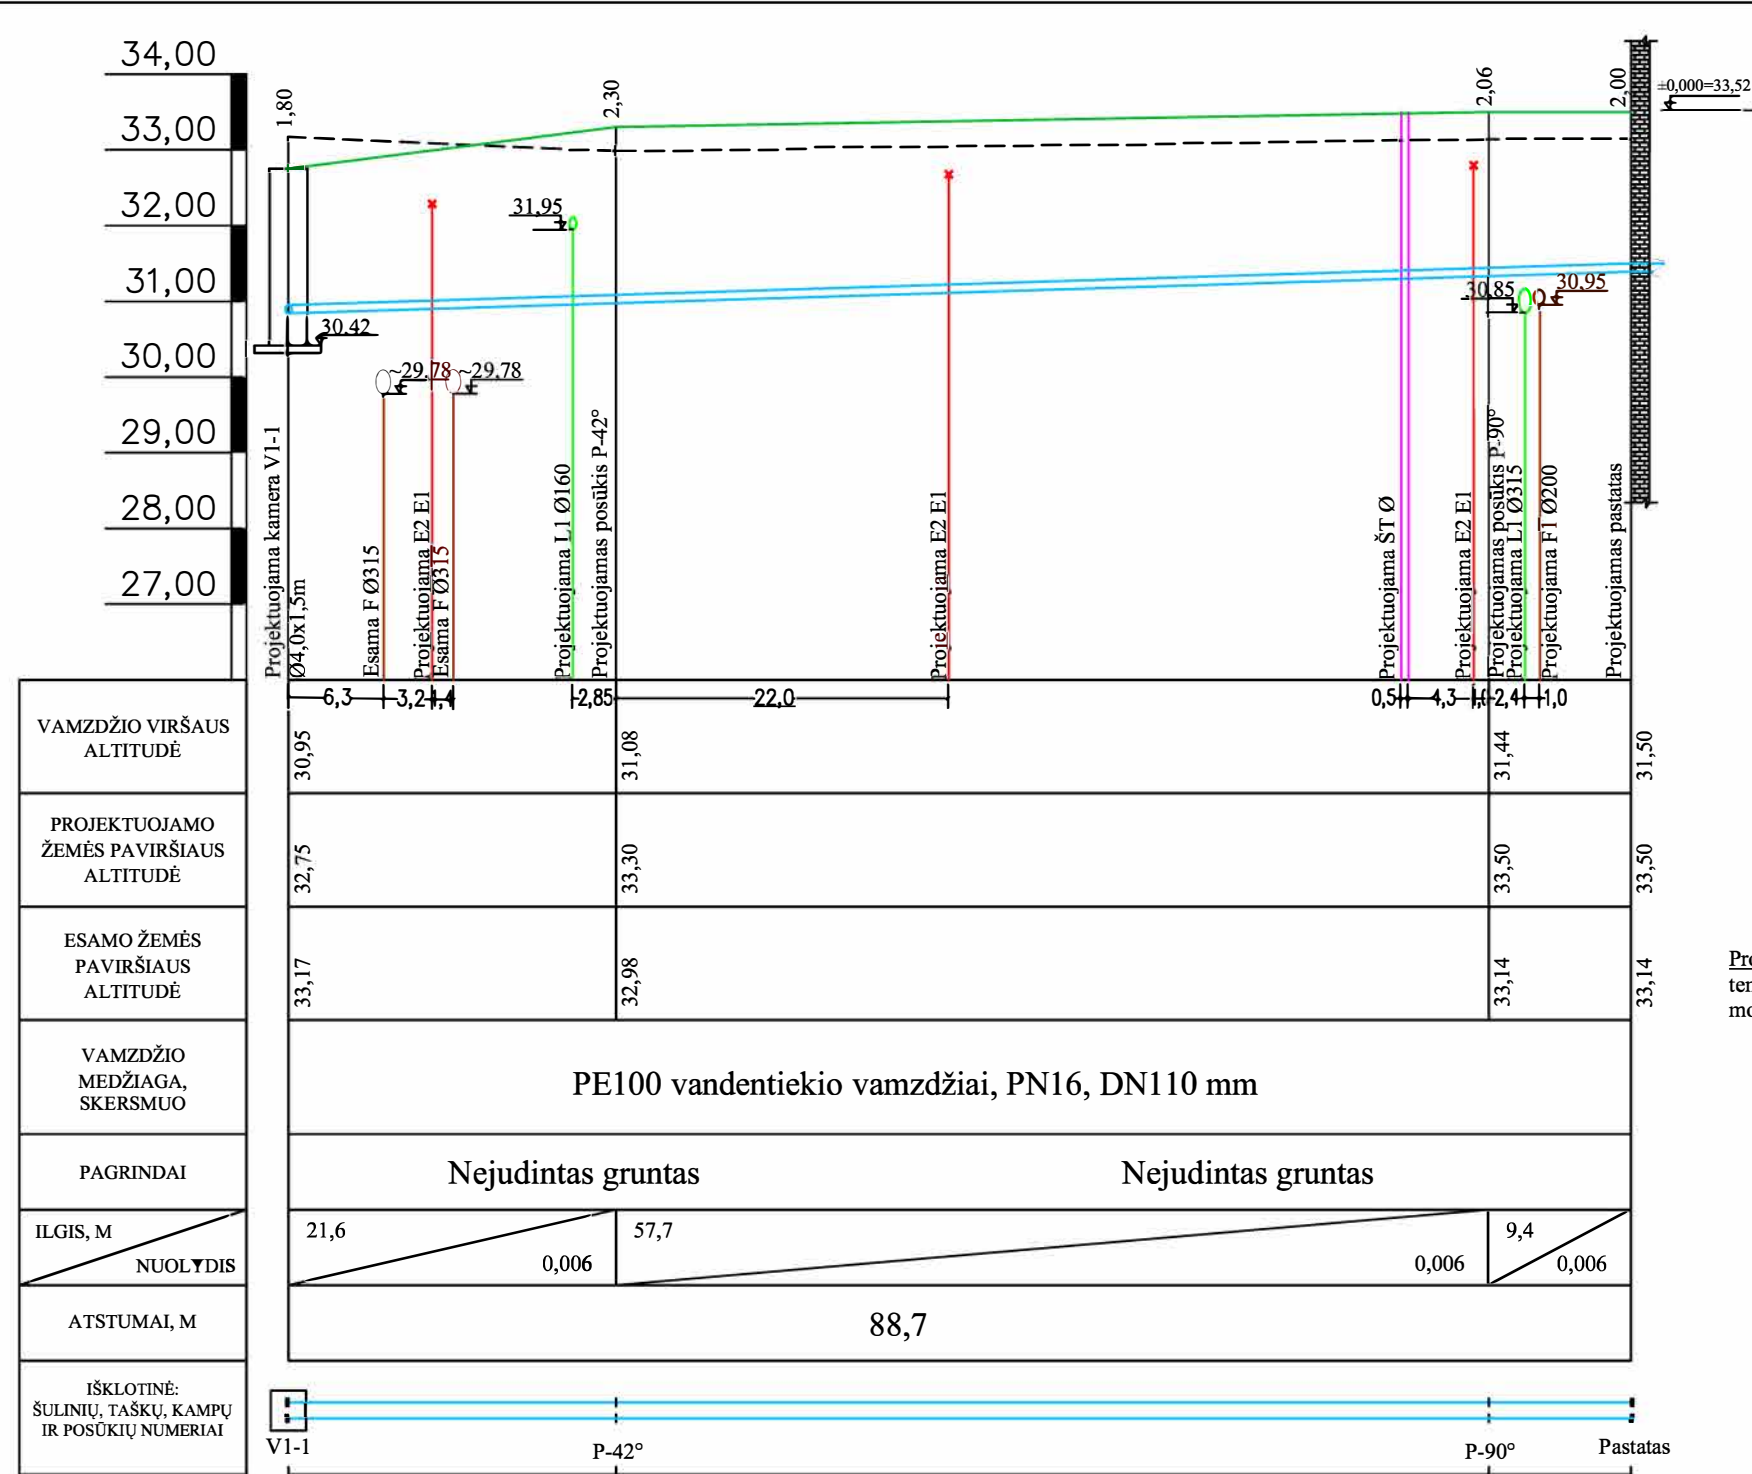 34,00
33,00
32,00
31,00
30,00
29,00
28,00
27,00
1,80
2,30
2,06
2,00
±0,000=33,52
31,95
30,85
30,95
30,42
~29,78
~29,78
Projektuojama kamera V1-1
Ø4,0x1,5m
Esama F Ø315
Projektuojama E2 E1
Esama F Ø315
Projektuojama L1 Ø160
Projektuojamas posūkis P-42°
Projektuojama E2 E1
Projektuojama ŠT Ø
Projektuojama E2 E1
Projektuojamas posūkis P-90°
Projektuojama L1 Ø315
Projektuojama F1 Ø200
Projektuojamas pastatas
6,3 3,2 1,4 2,85 22,0 0,5 4,3 2,4 1,0
VAMZDŽIO VIRŠAUS
ALTITUDĖ
30,95 31,08 31,44 31,50
PROJEKTUOJAMO
ŽEMĖS PAVIRŠIAUS
ALTITUDĖ
32,75 33,30 33,50 33,50
ESAMO ŽEMĖS
PAVIRŠIAUS
ALTITUDĖ
33,17 32,98 33,14 33,14
VAMZDŽIO
MEDŽIAGA,
SKERSMUO
PE100 vandentiekio vamzdžiai, PN16, DN110 mm
PAGRINDAI
Nejudintas gruntas Nejudintas gruntas
ILGIS, M
NUOLYDIS
21,6 57,7 9,4
0,006 0,006 0,006
ATSTUMAI, M
88,7
IŠKLOTINĖ:
ŠULINIŲ, TAŠKŲ, KAMPŲ
IR POSŪKIŲ NUMERIAI
V1-1 P-42° P-90° Pastatas